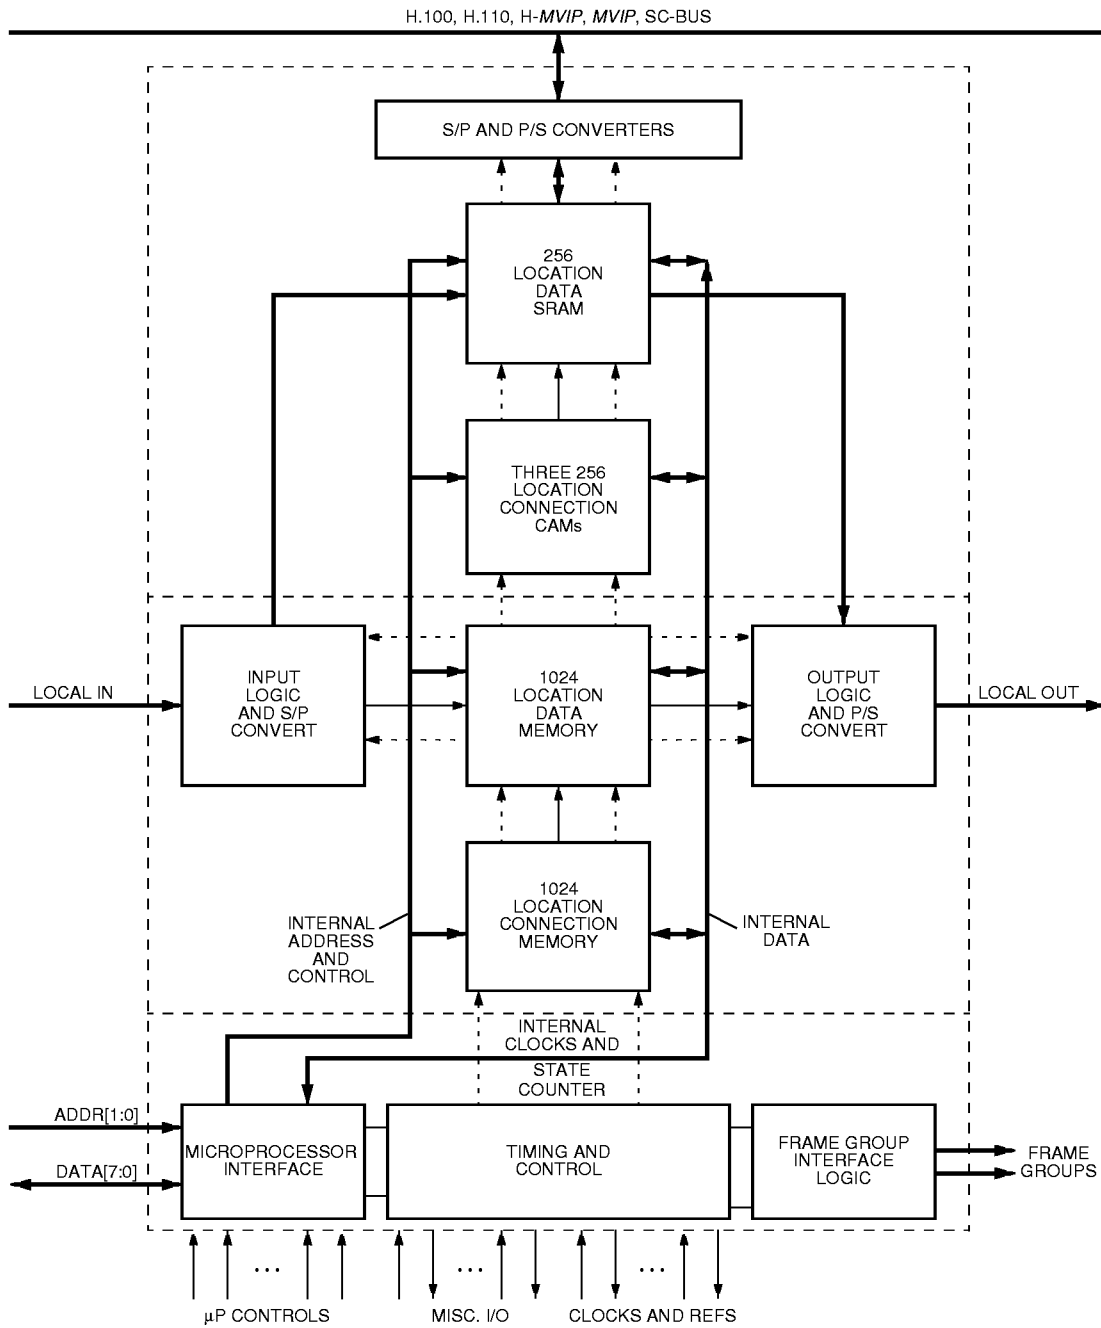 H.100, H.110, H-MVIP, MVIP, SC-BUS
S/P AND P/S CONVERTERS
256
LOCATION
DATA
SRAM
THREE 256
LOCATION
CONNECTION
CAMs
LOCAL IN
INPUT
LOGIC
AND S/P
CONVERT
1024
LOCATION
DATA
MEMORY
OUTPUT
LOGIC
AND P/S
CONVERT
LOCAL OUT
INTERNAL
ADDRESS
AND
CONTROL
1024
LOCATION
CONNECTION
MEMORY
INTERNAL
DATA
INTERNAL
CLOCKS AND
STATE
COUNTER
ADDR[1:0]
DATA[7:0]
MICROPROCESSOR
INTERFACE
TIMING AND
CONTROL
FRAME GROUP
INTERFACE
LOGIC
FRAME
GROUPS
...
...
...
μP CONTROLS
MISC. I/O
CLOCKS AND REFS